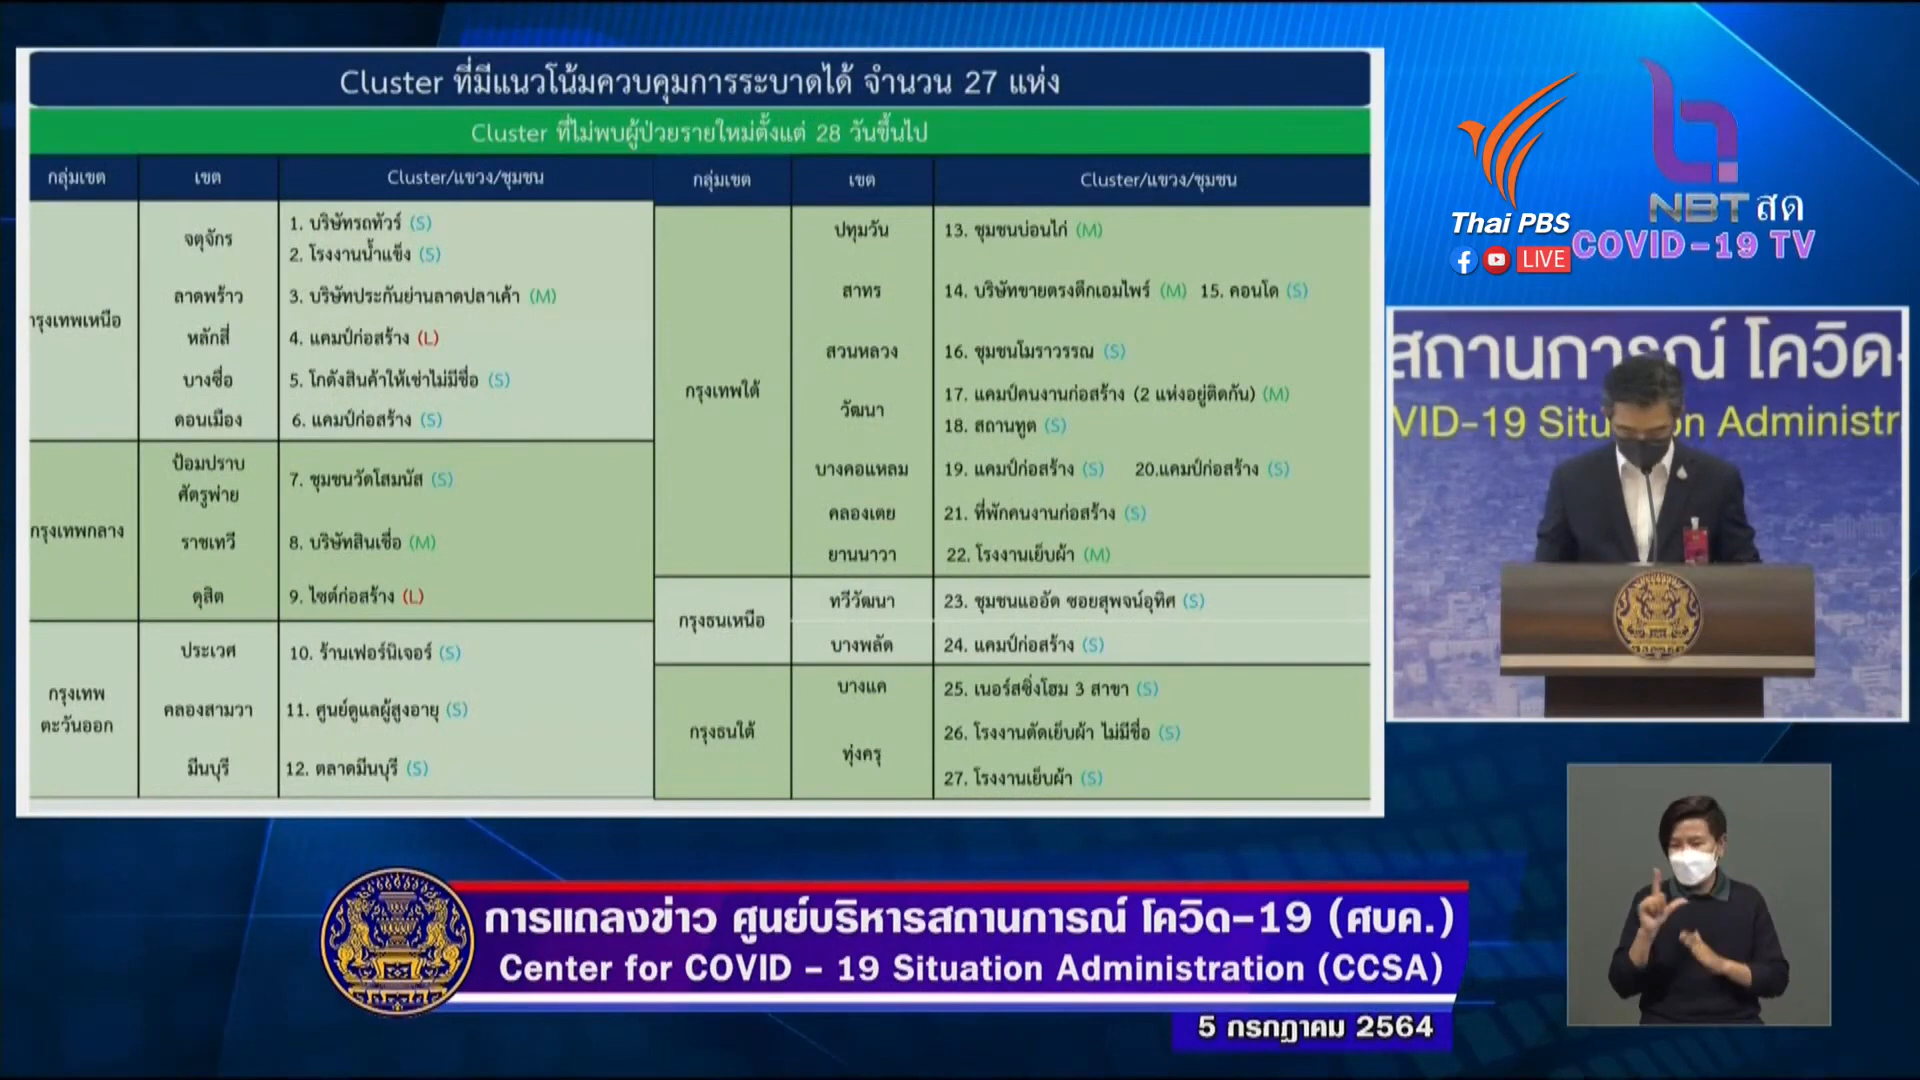 Cluster ที่มีแนวโน้มควบคุมการระบาดได้ จำนวน 27 แห่ง
Cluster ที่ไม่พบผู้ป่วยรายใหม่ตั้งแต่ 28 วันขึ้นไป
กลุ่มเขต เขต Cluster/แขวง/ชุมชน
กรุงเทพเหนือ
จตุจักร
1. บริษัทรถทัวร์ (S)
2. โรงงานน้ำแข็ง (S)
ลาดพร้าว 3. บริษัทประกันย่านลาดปลาเค้า (M)
หลักสี่ 4. แคมป์ก่อสร้าง (L)
บางซื่อ 5. โกดังสินค้าให้เช่าไม่มีชื่อ (S)
ดอนเมือง 6. แคมป์ก่อสร้าง (S)
กรุงเทพกลาง
ป้อมปราบ
ศัตรูพ่าย
7. ชุมชนวัดโสมนัส (S)
ราชเทวี 8. บริษัทสินเชื่อ (M)
ดุสิต 9. ไซต์ก่อสร้าง (L)
กรุงเทพ
ตะวันออก
ประเวศ 10. ร้านเฟอร์นิเจอร์ (S)
คลองสามวา 11. ศูนย์ดูแลผู้สูงอายุ (S)
มีนบุรี 12. ตลาดมีนบุรี (S)
กลุ่มเขต เขต Cluster/แขวง/ชุมชน
กรุงเทพใต้
ปทุมวัน 13. ชุมชนบ่อนไก่ (M)
สาทร 14. บริษัทขายตรงตึกเอมไพร์ (M) 15. คอนโด (S)
สวนหลวง 16. ชุมชนโมราวรรณ (S)
วัฒนา
17. แคมป์คนงานก่อสร้าง (2 แห่งอยู่ติดกัน) (M)
18. สถานทูต (S)
บางคอแหลม 19. แคมป์ก่อสร้าง (S) 20.แคมป์ก่อสร้าง (S)
คลองเตย 21. ที่พักคนงานก่อสร้าง (S)
ยานนาวา 22. โรงงานเย็บผ้า (M)
กรุงธนเหนือ
ทวีวัฒนา 23. ชุมชนแออัด ซอยสุพจน์อุทิศ (S)
บางพลัด 24. แคมป์ก่อสร้าง (S)
กรุงธนใต้
บางแค 25. เนอร์สซิ่งโฮม 3 สาขา (S)
ทุ่งครุ
26. โรงงานตัดเย็บผ้า ไม่มีชื่อ (S)
27. โรงงานเย็บผ้า (S)
Thai PBS
LIVE
NBT สด
COVID-19 TV
สถานการณ์ โควิด-
VID-19 Situ n Administr
การแถลงข่าว ศูนย์บริหารสถานการณ์ โควิด-19 (ศบค.)
Center for COVID - 19 Situation Administration (CCSA)
5 กรกฎาคม 2564